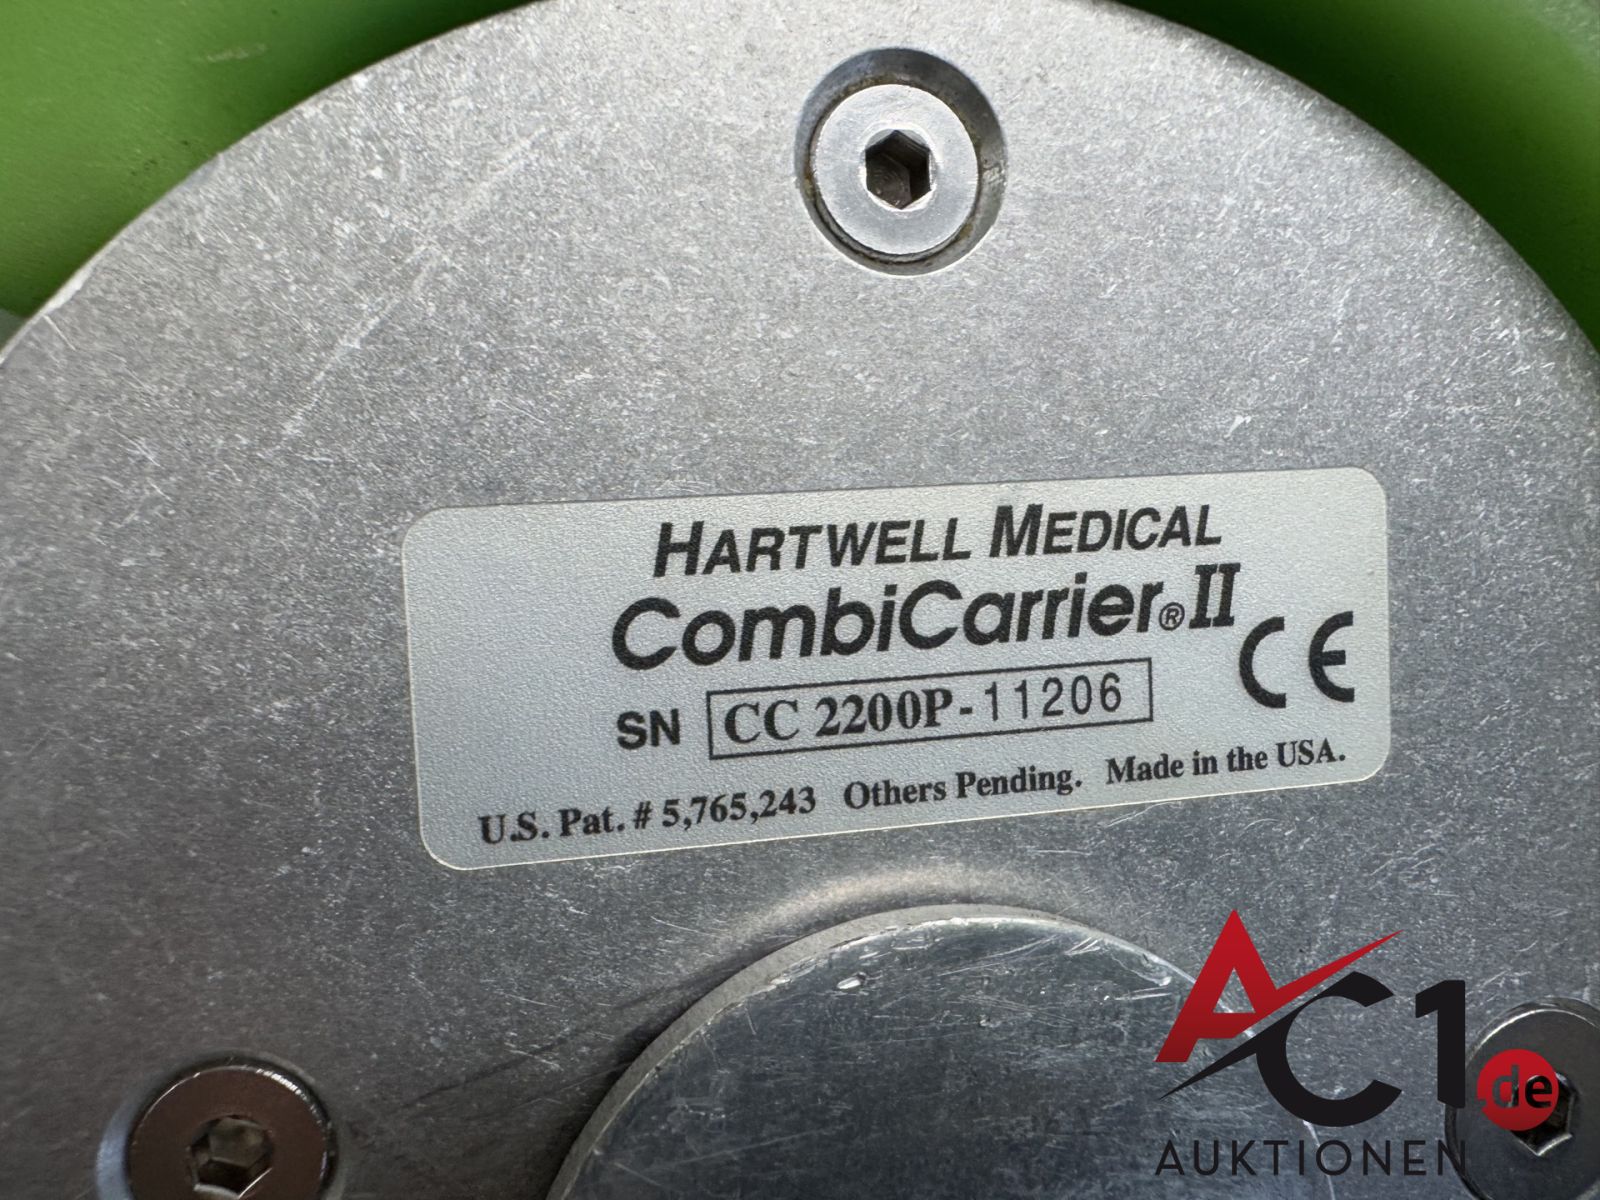 HARTWELL MEDICAL
CombiCarrier® II
CE
SN CC 2200P-11206
U.S. Pat. # 5,765,243 Others Pending. Made in the USA.
AC1.de
AUKTIONEN